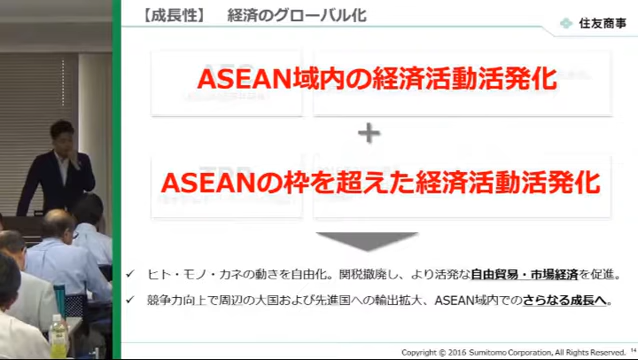 【成長性】 経済のグローバル化
住友商事
ASEAN域内の経済活動活発化
+
ASEANの枠を超えた経済活動活発化
✓ ヒト・モノ・カネの動きを自由化。関税撤廃し、より活発な自由貿易・市場経済を促進。
✓ 競争力向上で周辺の大国および先進国への輸出拡大、ASEAN域内でのさらなる成長へ。
Copyright © 2016 Sumitomo Corporation, All Rights Reserved. 14